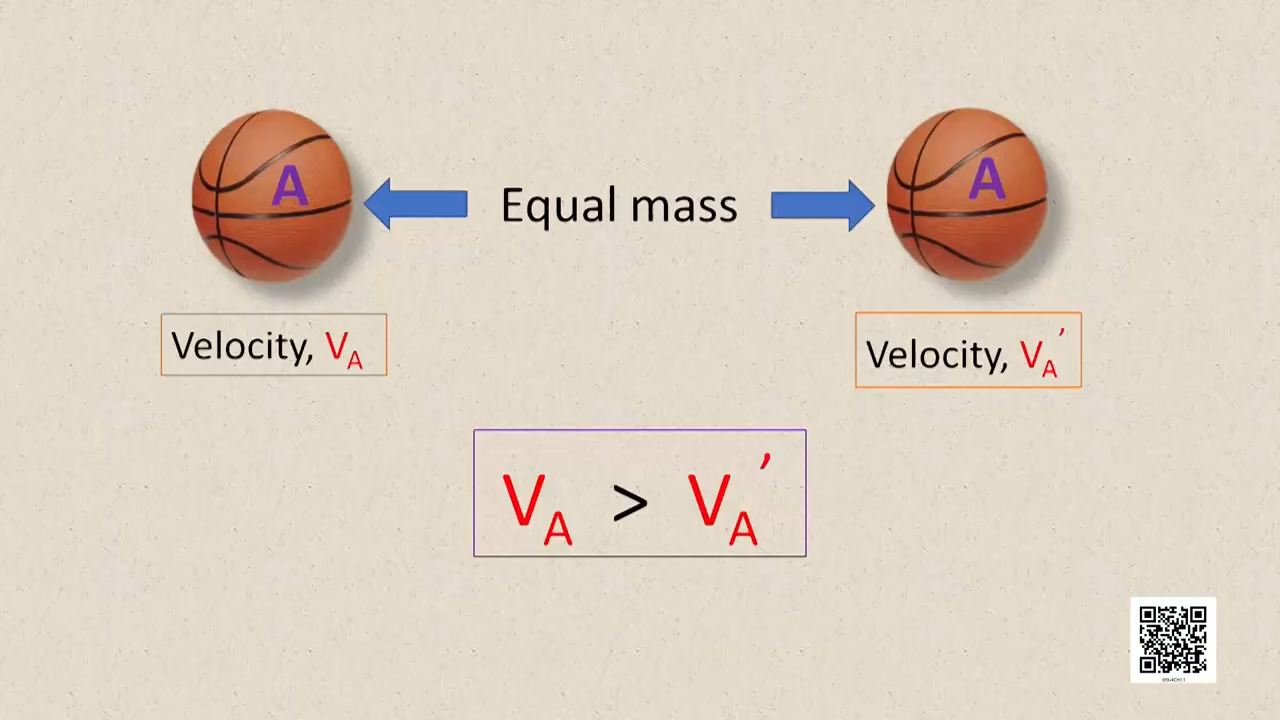 A
Equal mass
A
Velocity, VA
Velocity, VA′
VA > VA′